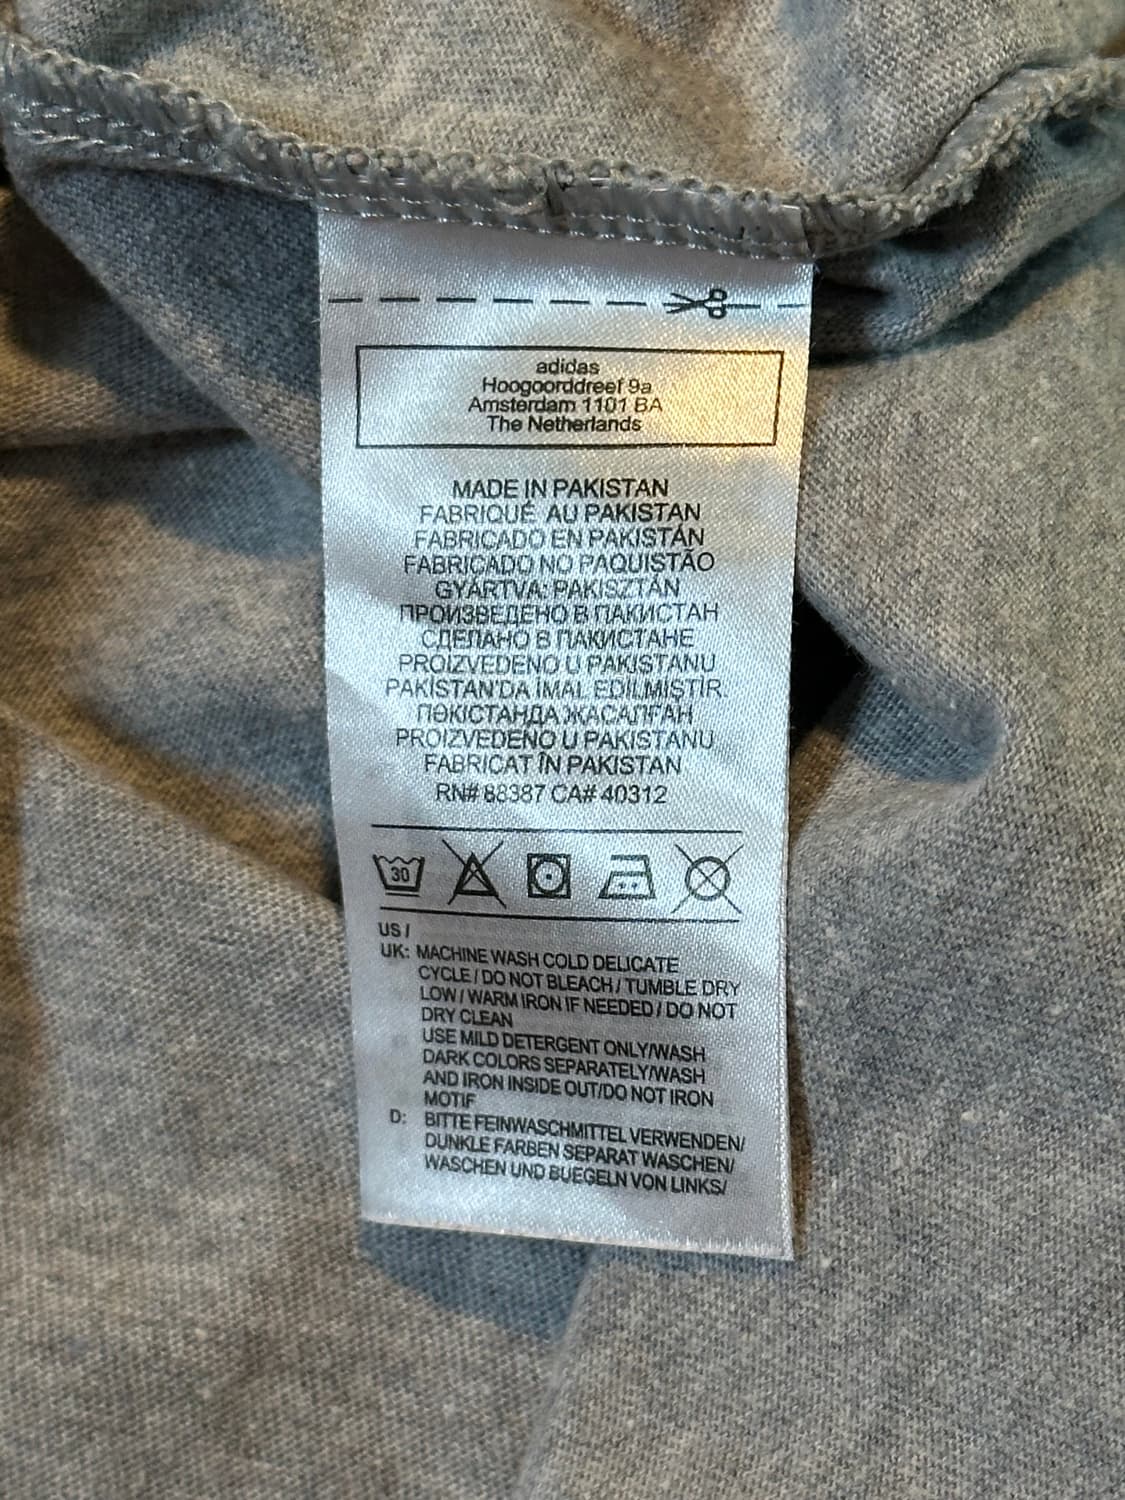 adidas
Hoogoorddreef 9a
Amsterdam 1101 BA
The Netherlands
MADE IN PAKISTAN
FABRIQUÉ AU PAKISTAN
FABRICADO EN PAKISTÁN
FABRICADO NO PAQUISTÃO
GYÁRTVA: PAKISZTÁN
ПРОИЗВЕДЕНО В ПАКИСТАН
СДЕЛАНО В ПАКИСТАНЕ
PROIZVEDENO U PAKISTANU
PAKİSTAN'DA İMAL EDİLMİŞTİR.
ПӘКІСТАНДА ЖАСАЛҒАН
PROIZVEDENO U PAKISTANU
FABRICAT ÎN PAKISTAN
RN# 88387 CA# 40312
30
US /
UK: MACHINE WASH COLD DELICATE
CYCLE / DO NOT BLEACH / TUMBLE DRY
LOW / WARM IRON IF NEEDED / DO NOT
DRY CLEAN
USE MILD DETERGENT ONLY/WASH
DARK COLORS SEPARATELY/WASH
AND IRON INSIDE OUT/DO NOT IRON
MOTIF
D: BITTE FEINWASCHMITTEL VERWENDEN/
DUNKLE FARBEN SEPARAT WASCHEN/
WASCHEN UND BUEGELN VON LINKS/